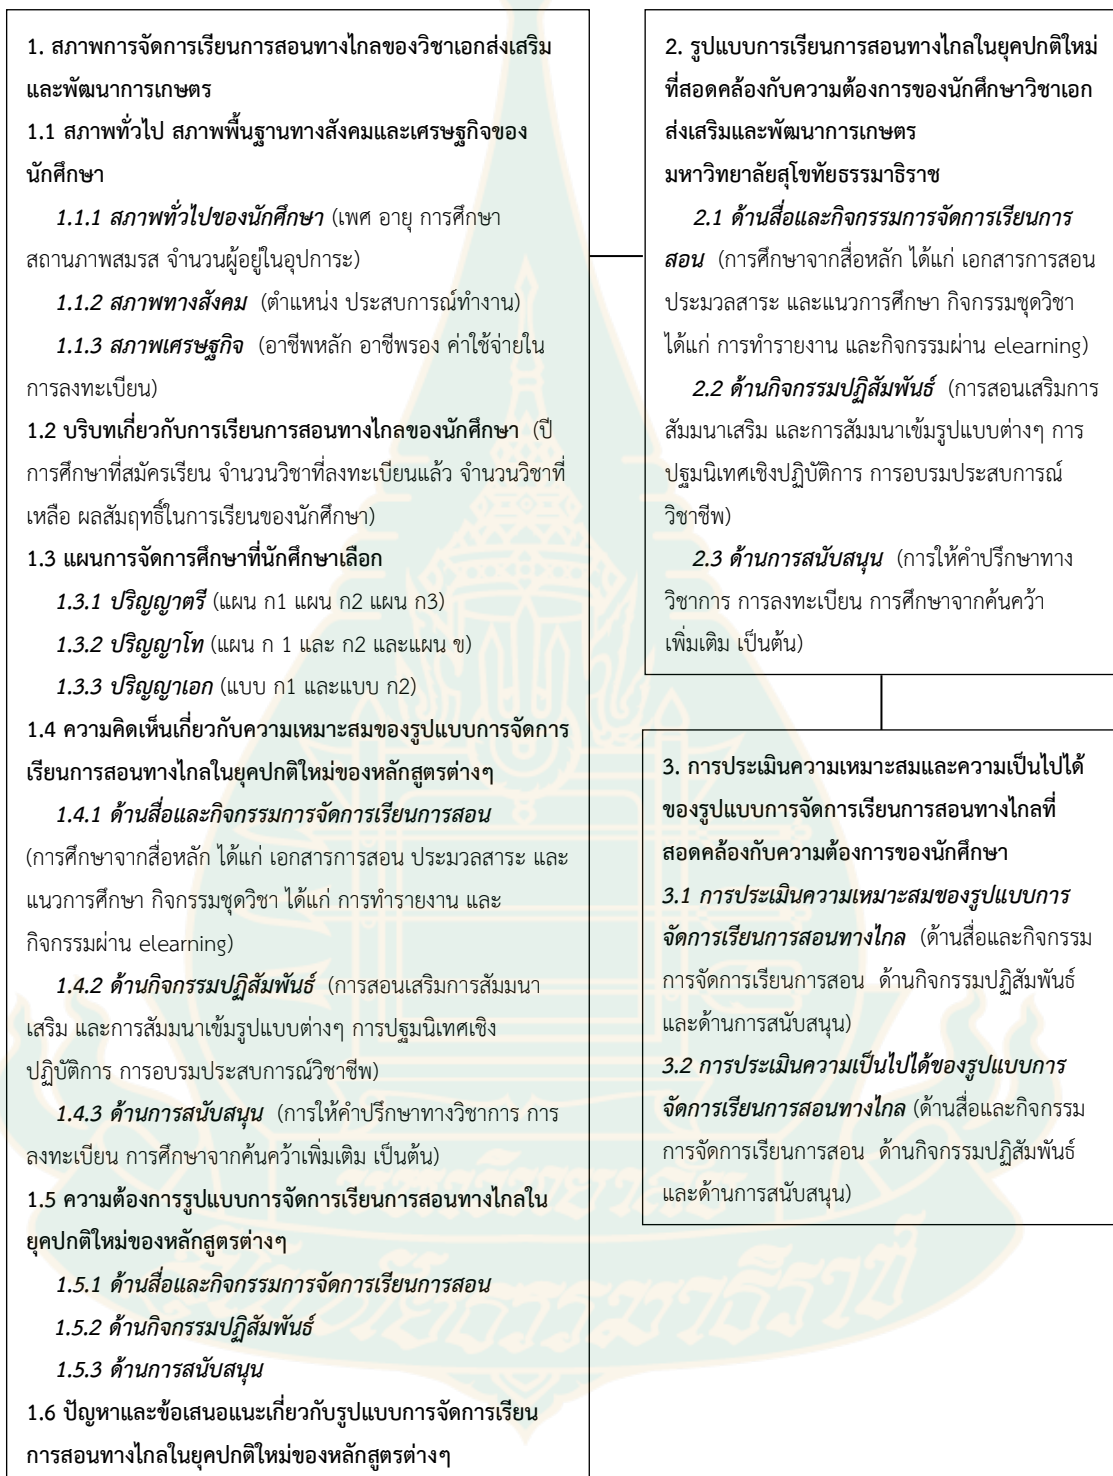 1. สภาพการจัดการเรียนการสอนทางไกลของวิชาเอกส่งเสริม
และพัฒนาการเกษตร
1.1 สภาพทั่วไป สภาพพื้นฐานทางสังคมและเศรษฐกิจของ
นักศึกษา
1.1.1 สภาพทั่วไปของนักศึกษา (เพศ อายุ การศึกษา
สถานภาพสมรส จำนวนผู้อยู่ในอุปการะ)
1.1.2 สภาพทางสังคม (ตำแหน่ง ประสบการณ์ทำงาน)
1.1.3 สภาพเศรษฐกิจ (อาชีพหลัก อาชีพรอง ค่าใช้จ่ายใน
การลงทะเบียน)
1.2 บริบทเกี่ยวกับการเรียนการสอนทางไกลของนักศึกษา (ปี
การศึกษาที่สมัครเรียน จำนวนวิชาที่ลงทะเบียนแล้ว จำนวนวิชาที่
เหลือ ผลสัมฤทธิ์ในการเรียนของนักศึกษา)
1.3 แผนการจัดการศึกษาที่นักศึกษาเลือก
1.3.1 ปริญญาตรี (แผน ก1 แผน ก2 แผน ก3)
1.3.2 ปริญญาโท (แผน ก 1 และ ก2 และแผน ข)
1.3.3 ปริญญาเอก (แบบ ก1 และแบบ ก2)
1.4 ความคิดเห็นเกี่ยวกับความเหมาะสมของรูปแบบการจัดการ
เรียนการสอนทางไกลในยุคปกติใหม่ของหลักสูตรต่างๆ
1.4.1 ด้านสื่อและกิจกรรมการจัดการเรียนการสอน
(การศึกษาจากสื่อหลัก ได้แก่ เอกสารการสอน ประมวลสาระ และ
แนวการศึกษา กิจกรรมชุดวิชา ได้แก่ การทำรายงาน และ
กิจกรรมผ่าน elearning)
1.4.2 ด้านกิจกรรมปฏิสัมพันธ์ (การสอนเสริมการสัมมนา
เสริม และการสัมมนาเข้มรูปแบบต่างๆ การปฐมนิเทศเชิง
ปฏิบัติการ การอบรมประสบการณ์วิชาชีพ)
1.4.3 ด้านการสนับสนุน (การให้คำปรึกษาทางวิชาการ การ
ลงทะเบียน การศึกษาจากค้นคว้าเพิ่มเติม เป็นต้น)
1.5 ความต้องการรูปแบบการจัดการเรียนการสอนทางไกลใน
ยุคปกติใหม่ของหลักสูตรต่างๆ
1.5.1 ด้านสื่อและกิจกรรมการจัดการเรียนการสอน
1.5.2 ด้านกิจกรรมปฏิสัมพันธ์
1.5.3 ด้านการสนับสนุน
1.6 ปัญหาและข้อเสนอแนะเกี่ยวกับรูปแบบการจัดการเรียน
การสอนทางไกลในยุคปกติใหม่ของหลักสูตรต่างๆ
2. รูปแบบการเรียนการสอนทางไกลในยุคปกติใหม่
ที่สอดคล้องกับความต้องการของนักศึกษาวิชาเอก
ส่งเสริมและพัฒนาการเกษตร
มหาวิทยาลัยสุโขทัยธรรมาธิราช
2.1 ด้านสื่อและกิจกรรมการจัดการเรียนการ
สอน (การศึกษาจากสื่อหลัก ได้แก่ เอกสารการสอน
ประมวลสาระ และแนวการศึกษา กิจกรรมชุดวิชา
ได้แก่ การทำรายงาน และกิจกรรมผ่าน elearning)
2.2 ด้านกิจกรรมปฏิสัมพันธ์ (การสอนเสริมการ
สัมมนาเสริม และการสัมมนาเข้มรูปแบบต่างๆ การ
ปฐมนิเทศเชิงปฏิบัติการ การอบรมประสบการณ์
วิชาชีพ)
2.3 ด้านการสนับสนุน (การให้คำปรึกษาทาง
วิชาการ การลงทะเบียน การศึกษาจากค้นคว้า
เพิ่มเติม เป็นต้น)
3. การประเมินความเหมาะสมและความเป็นไปได้
ของรูปแบบการจัดการเรียนการสอนทางไกลที่
สอดคล้องกับความต้องการของนักศึกษา
3.1 การประเมินความเหมาะสมของรูปแบบการ
จัดการเรียนการสอนทางไกล (ด้านสื่อและกิจกรรม
การจัดการเรียนการสอน ด้านกิจกรรมปฏิสัมพันธ์
และด้านการสนับสนุน)
3.2 การประเมินความเป็นไปได้ของรูปแบบการ
จัดการเรียนการสอนทางไกล (ด้านสื่อและกิจกรรม
การจัดการเรียนการสอน ด้านกิจกรรมปฏิสัมพันธ์
และด้านการสนับสนุน)